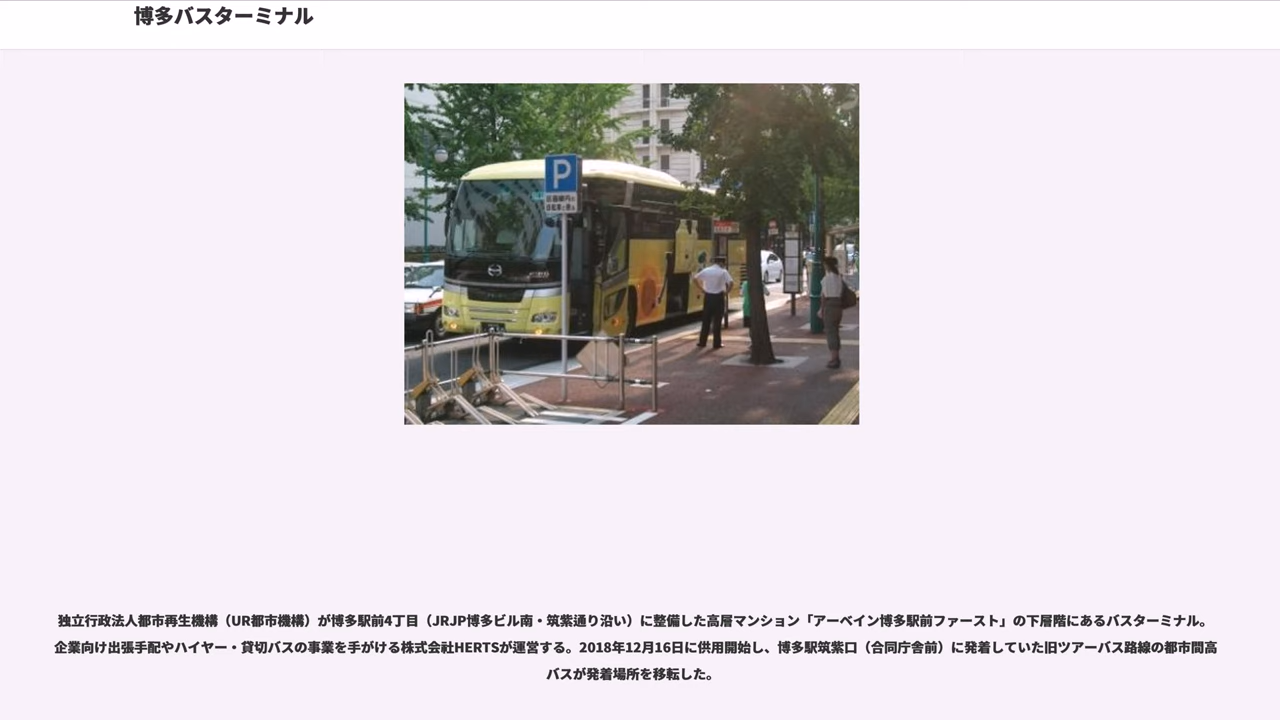 博多バスターミナル
P
独立行政法人都市再生機構（UR都市機構）が博多駅前4丁目（JRJP博多ビル南・筑紫通り沿い）に整備した高層マンション「アーベイン博多駅前ファースト」の下層階にあるバスターミナル。
企業向け出張手配やハイヤー・貸切バスの事業を手がける株式会社HERTSが運営する。2018年12月16日に供用開始し、博多駅筑紫口（合同庁舎前）に発着していた旧ツアーバス路線の都市間高
バスが発着場所を移転した。